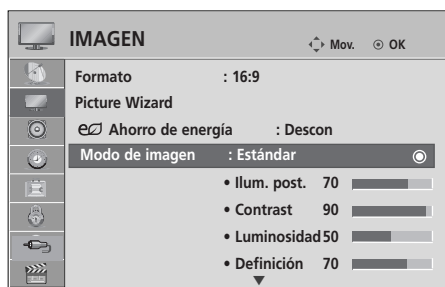 IMAGEN Mov. OK
Formato : 16:9
Picture Wizard
Ahorro de energía : Descon
Modo de imagen : Estándar
• Ilum. post. 70
• Contrast 90
• Luminosidad 50
• Definición 70